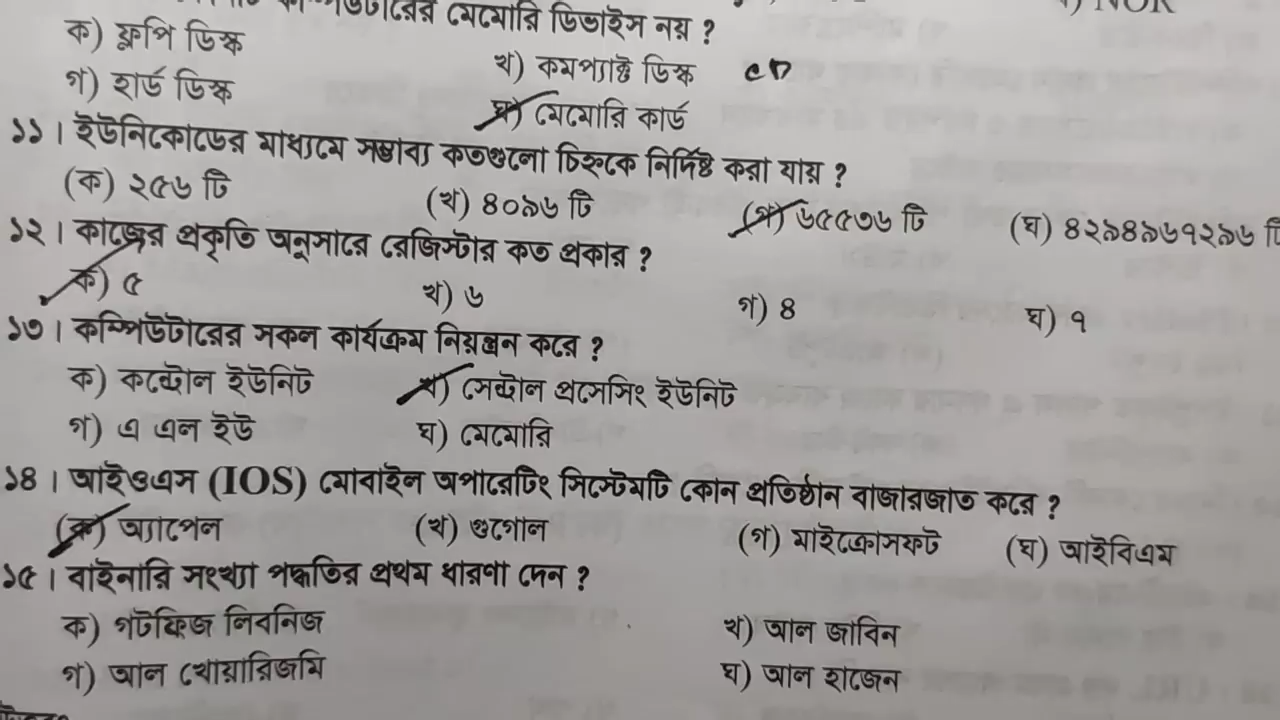 মেমোরি ডিভাইস নয় ? ঘ) NOR
ক) ফ্লপি ডিস্ক
খ) কমপ্যাক্ট ডিস্ক CD
গ) হার্ড ডিস্ক
ঘ) মেমোরি কার্ড
১১। ইউনিকোডের মাধ্যমে সম্ভাব্য কতগুলো চিহ্নকে নির্দিষ্ট করা যায় ?
(ক) ২৫৬ টি (খ) ৪০৯৬ টি (গ) ৬৫৫৩৬ টি (ঘ) ৪২৯৪৯৬৭২৯৬ টি
১২। কাজের প্রকৃতি অনুসারে রেজিস্টার কত প্রকার ?
ক) ৫ খ) ৬ গ) ৪ ঘ) ৭
১৩। কম্পিউটারের সকল কার্যক্রম নিয়ন্ত্রন করে ?
ক) কন্ট্রোল ইউনিট খ) সেন্ট্রাল প্রসেসিং ইউনিট
গ) এ এল ইউ ঘ) মেমোরি
১৪। আইওএস (IOS) মোবাইল অপারেটিং সিস্টেমটি কোন প্রতিষ্ঠান বাজারজাত করে ?
(ক) অ্যাপেল (খ) গুগোল (গ) মাইক্রোসফট (ঘ) আইবিএম
১৫। বাইনারি সংখ্যা পদ্ধতির প্রথম ধারণা দেন ?
ক) গটফ্রিজ লিবনিজ খ) আল জাবিন
গ) আল খোয়ারিজমি ঘ) আল হাজেন